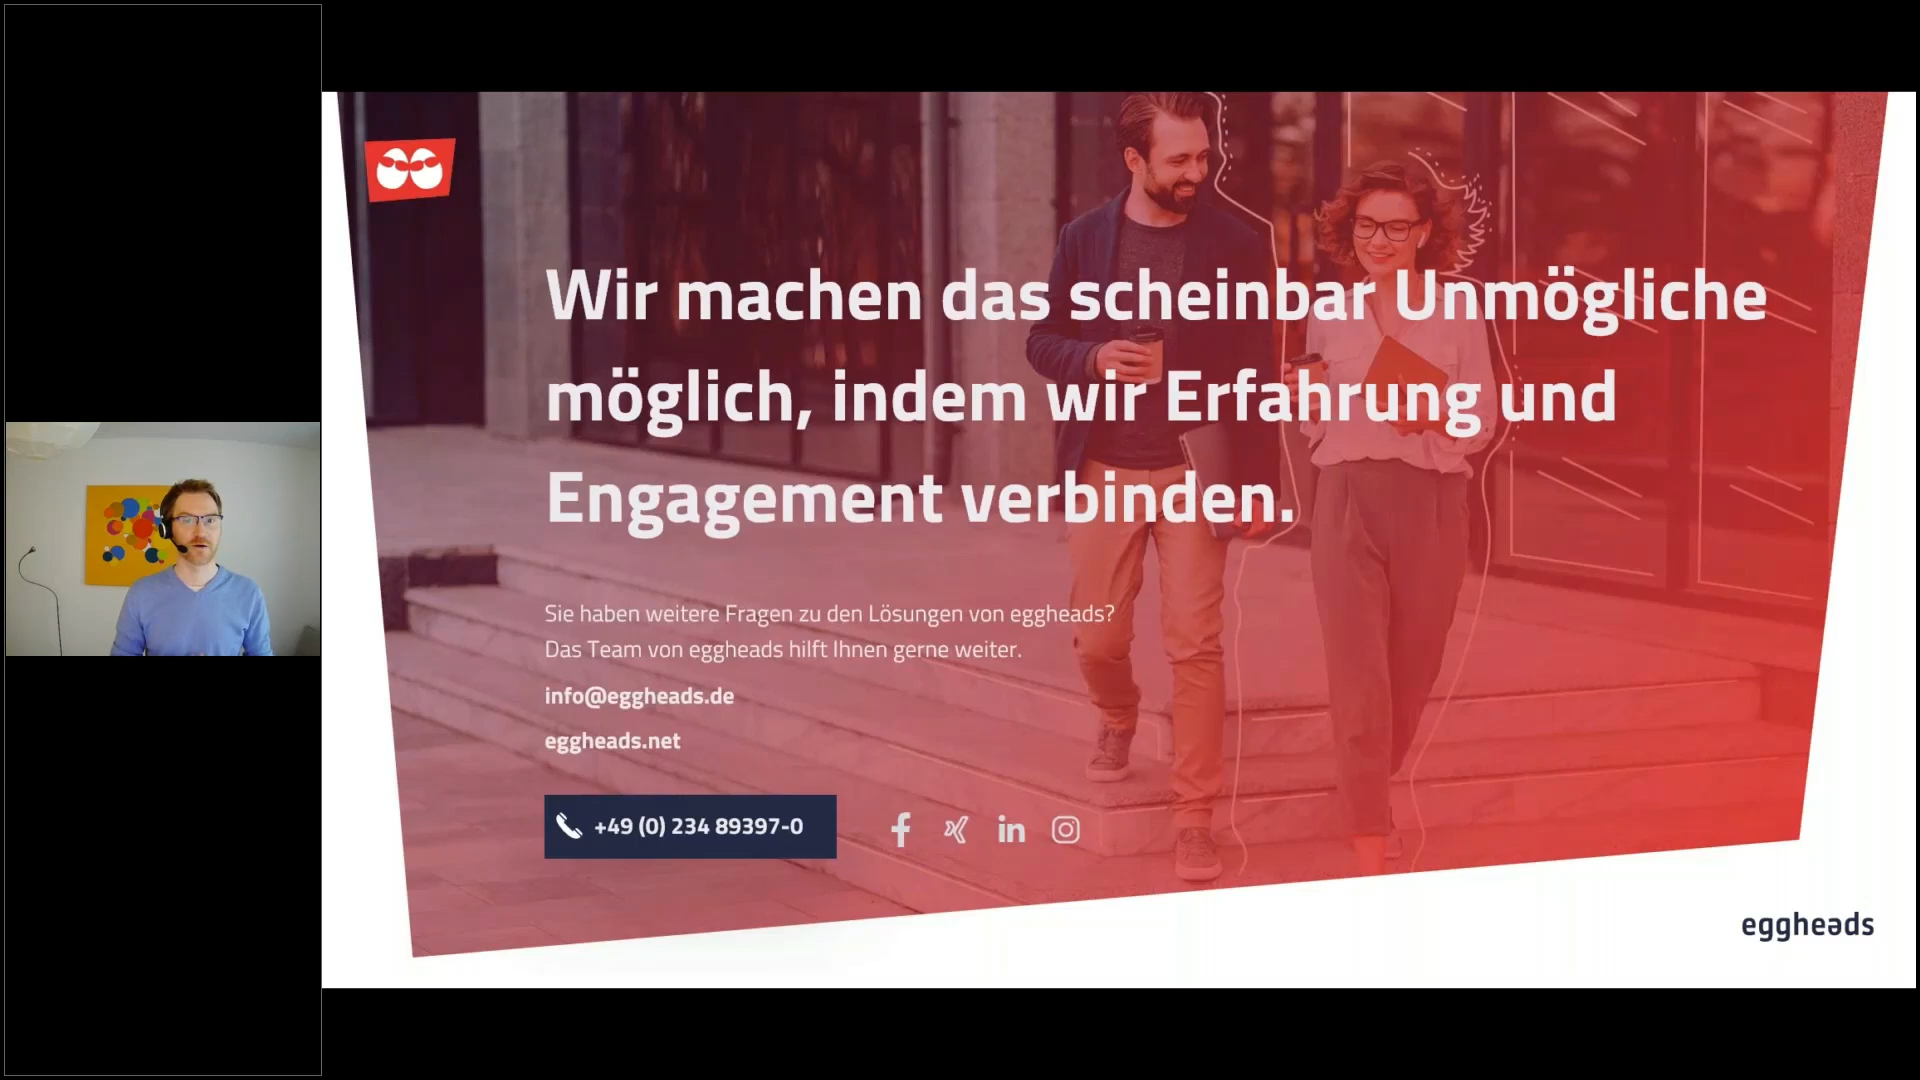 Wir machen das scheinbar Unmögliche
möglich, indem wir Erfahrung und
Engagement verbinden.
Sie haben weitere Fragen zu den Lösungen von eggheads?
Das Team von eggheads hilft Ihnen gerne weiter.
info@eggheads.de
eggheads.net
+49 (0) 234 89397-0
eggheads